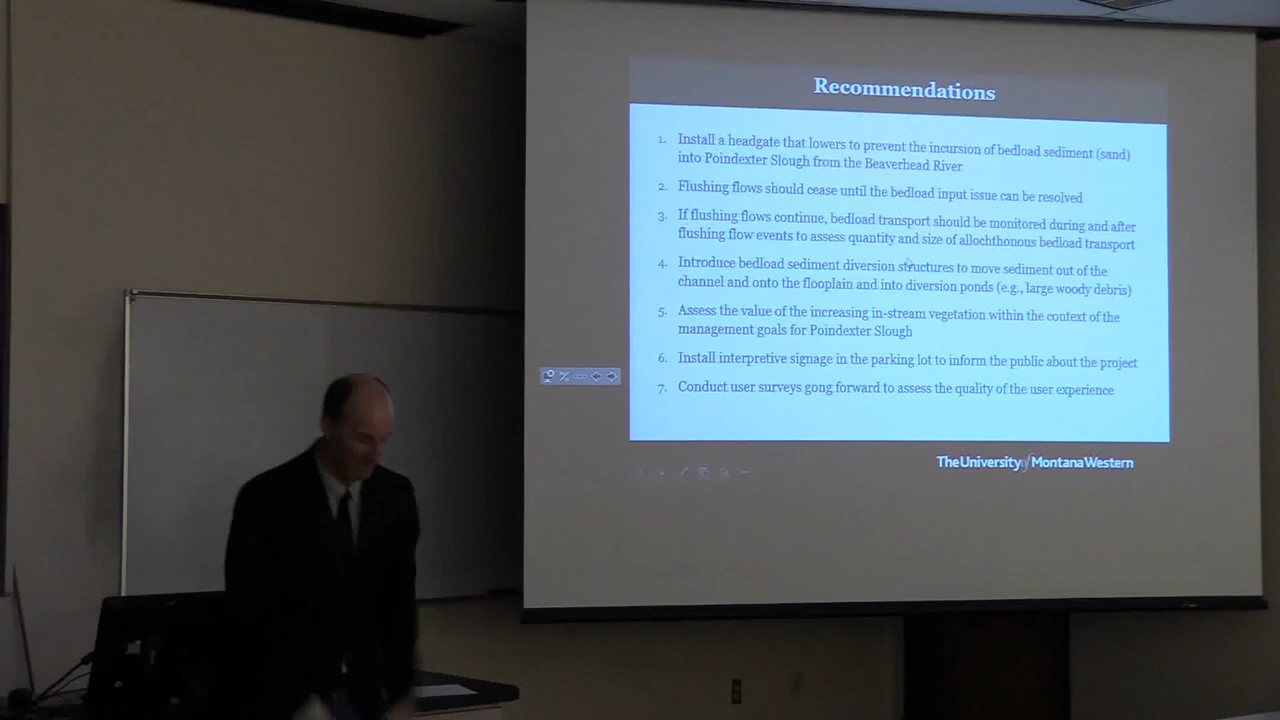 Recommendations
1. Install a headgate that lowers to prevent the incursion of bedload sediment (sand)
into Poindexter Slough from the Beaverhead River
2. Flushing flows should cease until the bedload input issue can be resolved
3. If flushing flows continue, bedload transport should be monitored during and after
flushing flow events to assess quantity and size of allochthonous bedload transport
4. Introduce bedload sediment diversion structures to move sediment out of the
channel and onto the flooplain and into diversion ponds (e.g., large woody debris)
5. Assess the value of the increasing in-stream vegetation within the context of the
management goals for Poindexter Slough
6. Install interpretive signage in the parking lot to inform the public about the project
7. Conduct user surveys gong forward to assess the quality of the user experience
The University of Montana Western